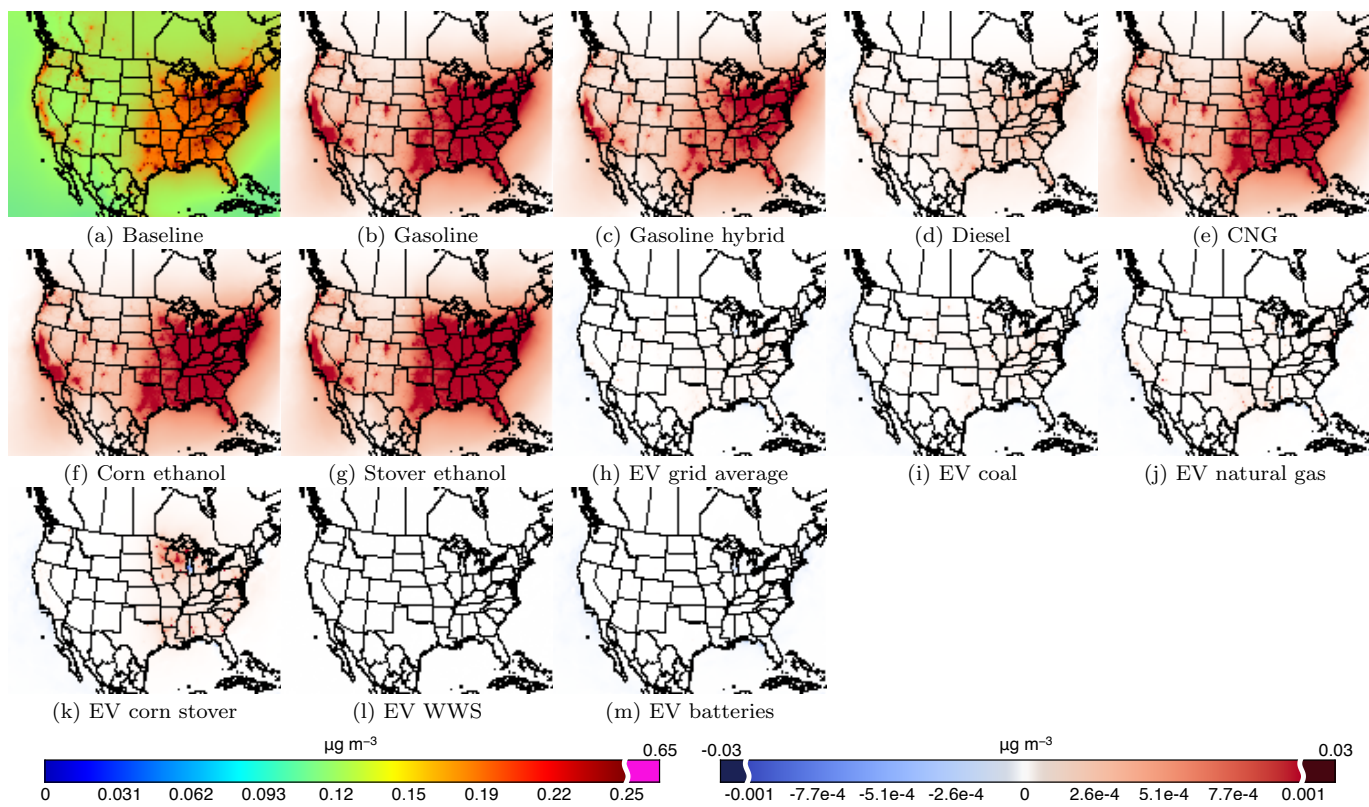 (a) Baseline
(b) Gasoline
(c) Gasoline hybrid
(d) Diesel
(e) CNG
(f) Corn ethanol
(g) Stover ethanol
(h) EV grid average
(i) EV coal
(j) EV natural gas
(k) EV corn stover
(l) EV WWS
(m) EV batteries
µg m⁻³ 0.65
0 0.031 0.062 0.093 0.12 0.15 0.19 0.22 0.25
-0.03 µg m⁻³ 0.03
-0.001 -7.7e-4 -5.1e-4 -2.6e-4 0 2.6e-4 5.1e-4 7.7e-4 0.001